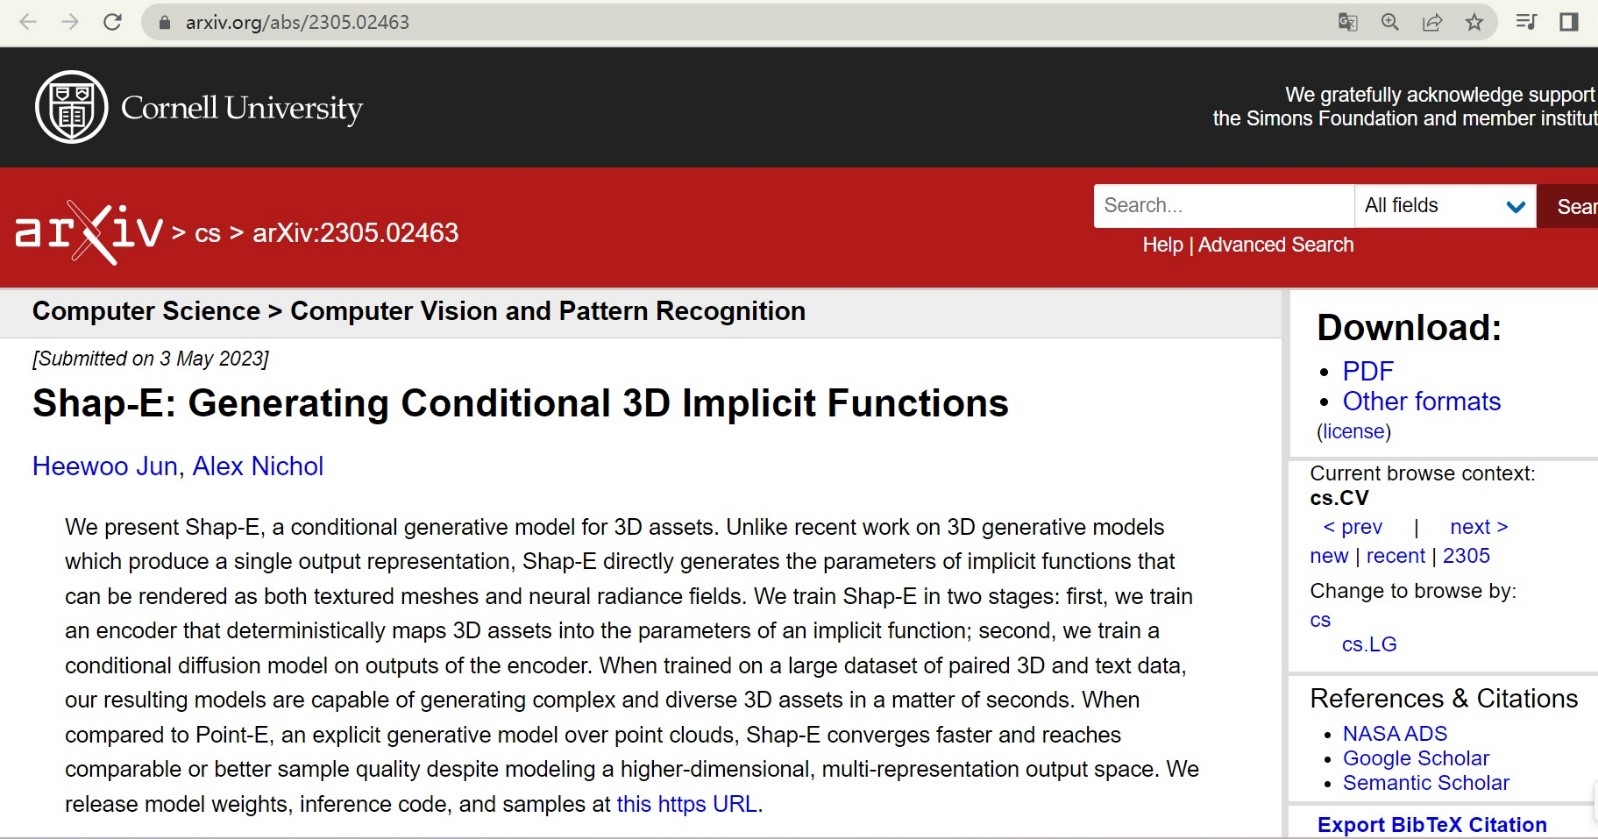 arxiv.org/abs/2305.02463
Cornell University
We gratefully acknowledge support
the Simons Foundation and member institut
arXiv > cs > arXiv:2305.02463
Search...
All fields
Sear
Help | Advanced Search
Computer Science > Computer Vision and Pattern Recognition
[Submitted on 3 May 2023]
Shap-E: Generating Conditional 3D Implicit Functions
Heewoo Jun, Alex Nichol
We present Shap-E, a conditional generative model for 3D assets. Unlike recent work on 3D generative models
which produce a single output representation, Shap-E directly generates the parameters of implicit functions that
can be rendered as both textured meshes and neural radiance fields. We train Shap-E in two stages: first, we train
an encoder that deterministically maps 3D assets into the parameters of an implicit function; second, we train a
conditional diffusion model on outputs of the encoder. When trained on a large dataset of paired 3D and text data,
our resulting models are capable of generating complex and diverse 3D assets in a matter of seconds. When
compared to Point-E, an explicit generative model over point clouds, Shap-E converges faster and reaches
comparable or better sample quality despite modeling a higher-dimensional, multi-representation output space. We
release model weights, inference code, and samples at this https URL.
Download:
• PDF
• Other formats
(license)
Current browse context:
cs.CV
< prev | next >
new | recent | 2305
Change to browse by:
cs
cs.LG
References & Citations
• NASA ADS
• Google Scholar
• Semantic Scholar
Export BibTeX Citation